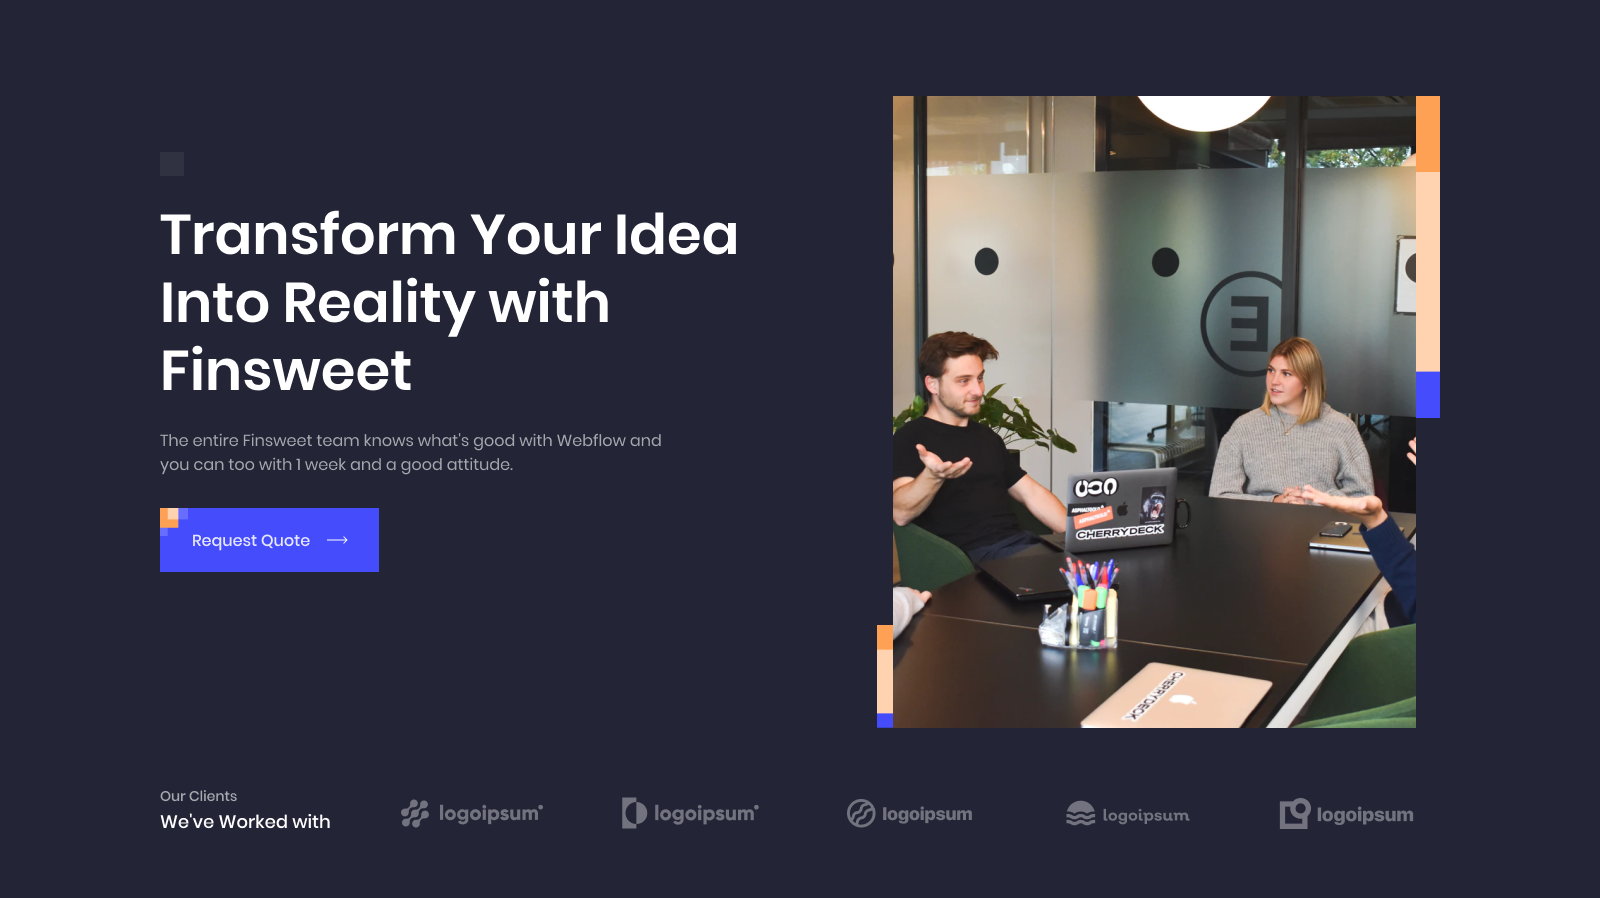 Transform Your Idea
Into Reality with
Finsweet
The entire Finsweet team knows what's good with Webflow and
you can too with 1 week and a good attitude.
Request Quote
E
CHERRYDECK
CHERRYDECK
Our Clients
We've Worked with
logoipsum
logoipsum
logoipsum
logoipsum
logoipsum